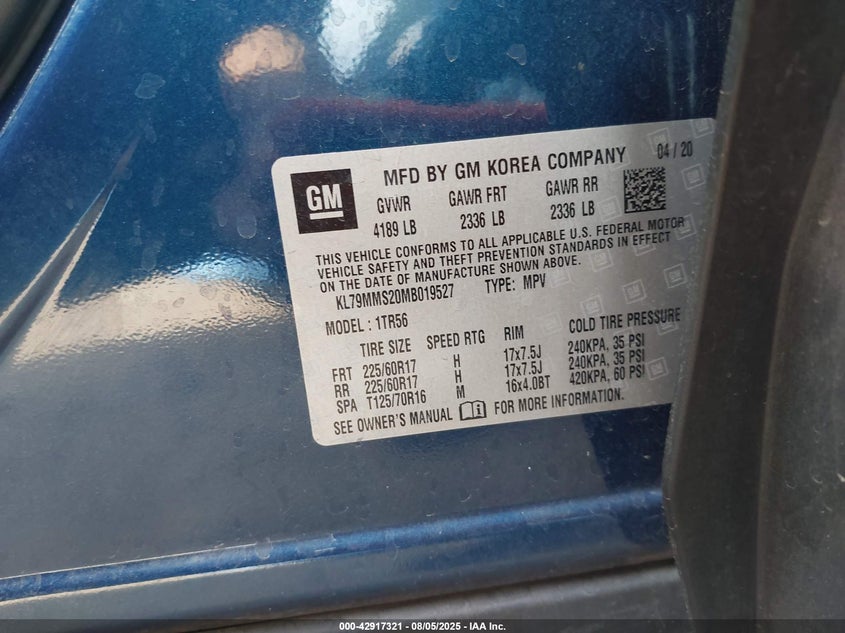 GM
MFD BY GM KOREA COMPANY 04 / 20
GVWR GAWR FRT GAWR RR
4189 LB 2336 LB 2336 LB
THIS VEHICLE CONFORMS TO ALL APPLICABLE U.S. FEDERAL MOTOR
VEHICLE SAFETY AND THEFT PREVENTION STANDARDS IN EFFECT
ON THE DATE OF MANUFACTURE SHOWN ABOVE.
KL79MMS20MB019527 TYPE: MPV
MODEL : 1TR56
TIRE SIZE SPEED RTG RIM COLD TIRE PRESSURE
FRT 225/60R17 H 17x7.5J 240KPA, 35 PSI
RR 225/60R17 H 17x7.5J 240KPA, 35 PSI
SPA T125/70R16 M 16x4.0BT 420KPA, 60 PSI
SEE OWNER'S MANUAL FOR MORE INFORMATION.
000-42917321 - 08/05/2025 - IAA Inc.